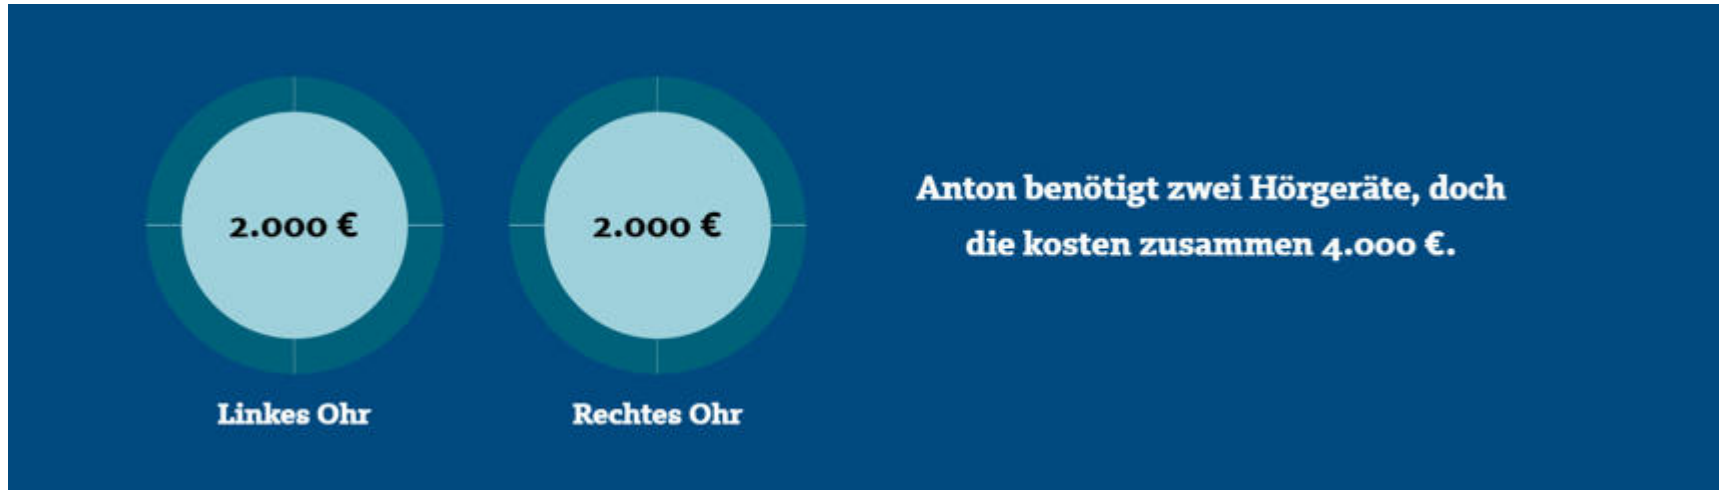 2.000 €
2.000 €
Linkes Ohr
Rechtes Ohr
Anton benötigt zwei Hörgeräte, doch
die kosten zusammen 4.000 €.